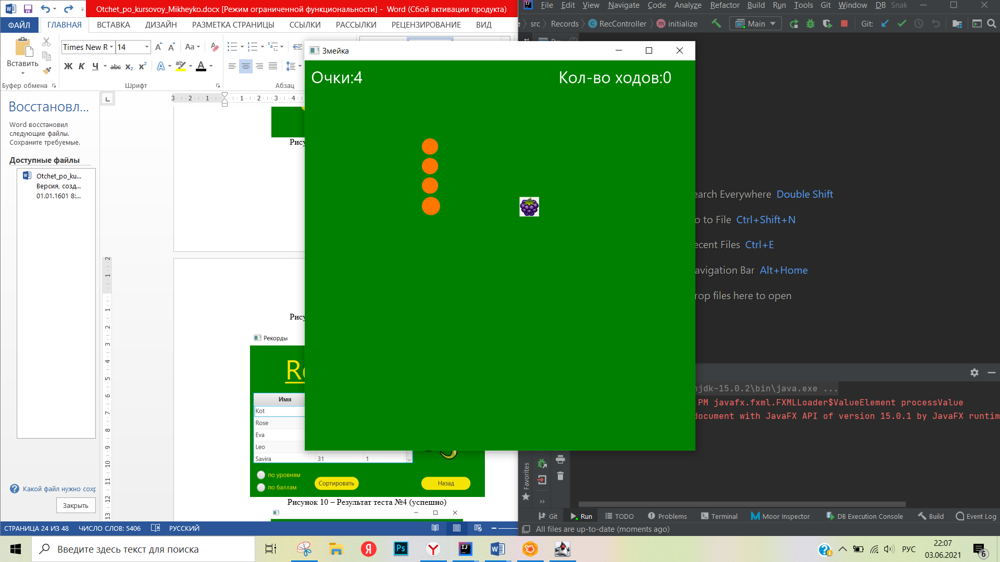 Otchet_po_kursovoy_Mikheyko.docx [Режим ограниченной функциональности] - Word (Сбой активации продукта)
ФАЙЛ ГЛАВНАЯ ВСТАВКА ДИЗАЙН РАЗМЕТКА СТРАНИЦЫ ССЫЛКИ РАССЫЛКИ РЕЦЕНЗИРОВАНИЕ ВИД
Times New R 14 Aa
Вставить
Ж К Ч abc x₂ x² A A
Буфер обмена Шрифт Абзац
3 2 1 1 2 3 4
Восстановл...
Word восстановил
следующие файлы.
Сохраните требуемые.
Доступные файлы
Otchet_po_ku...
Версия, созд...
01.01.1601 8:...
Какой файл нужно сохр
Закрыть
Рису
Рису
Рекорды
Имя
Kot
Rose
Eva
Leo
Savira 31 1
по уровням
по баллам
Сортировать
Назад
Рисунок 10 – Результат теста №4 (успешно)
СТРАНИЦА 24 ИЗ 48 ЧИСЛО СЛОВ: 5406 РУССКИЙ
Змейка
Очки:4 Кол-во ходов:0
File Edit View Navigate Code Analyze Refactor Build Run Tools Git Window DB Snak
e src Records RecController initialize Main Git:
earch Everywhere Double Shift
o to File Ctrl+Shift+N
ecent Files Ctrl+E
avigation Bar Alt+Home
rop files here to open
njdk-15.0.2\bin\java.exe ...
PM javafx.fxml.FXMLLoader$ValueElement processValue
document with JavaFX API of version 15.0.1 by JavaFX runtim
Favorites
Git Run TODO Problems Terminal Moor Inspector DB Execution Console Build Event Log
All files are up-to-date (moments ago)
Введите здесь текст для поиска
РУС
22:07
03.06.2021
6